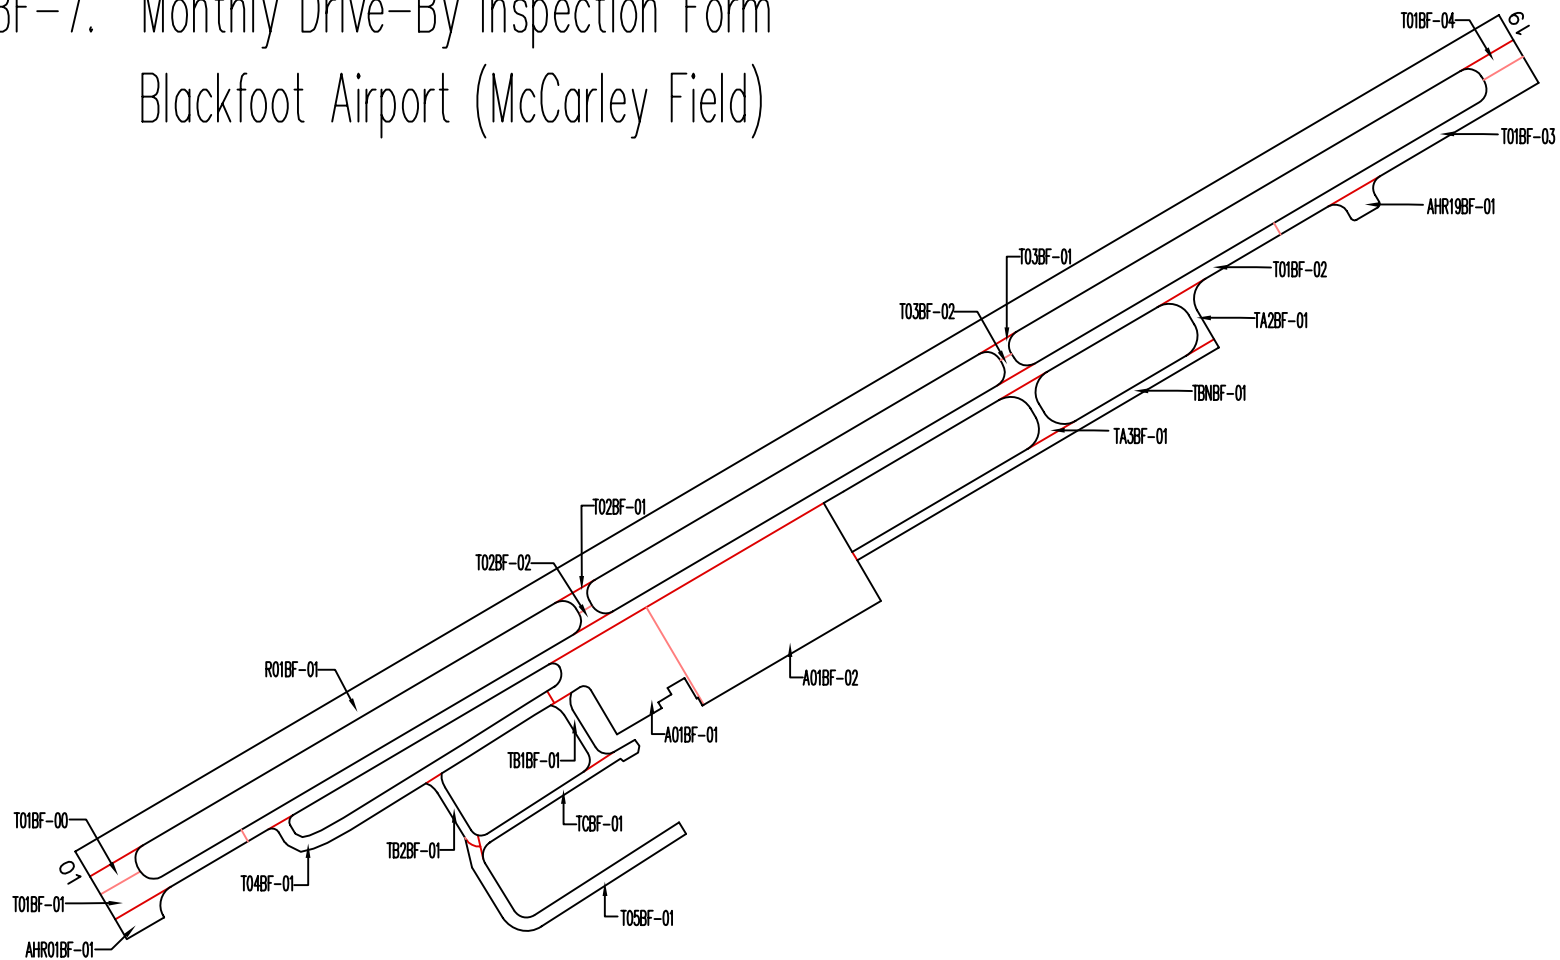 BF-7. Monthly Drive-By Inspection Form
Blackfoot Airport (McCarley Field)
T01BF-04
19
T01BF-03
AHR19BF-01
T03BF-01
T01BF-02
T03BF-02
TA2BF-01
TBNBF-01
TA3BF-01
T02BF-01
T02BF-02
R01BF-01
A01BF-02
A01BF-01
TB1BF-01
T01BF-00
TCBF-01
TB2BF-01
01
T04BF-01
T01BF-01
T05BF-01
AHR01BF-01